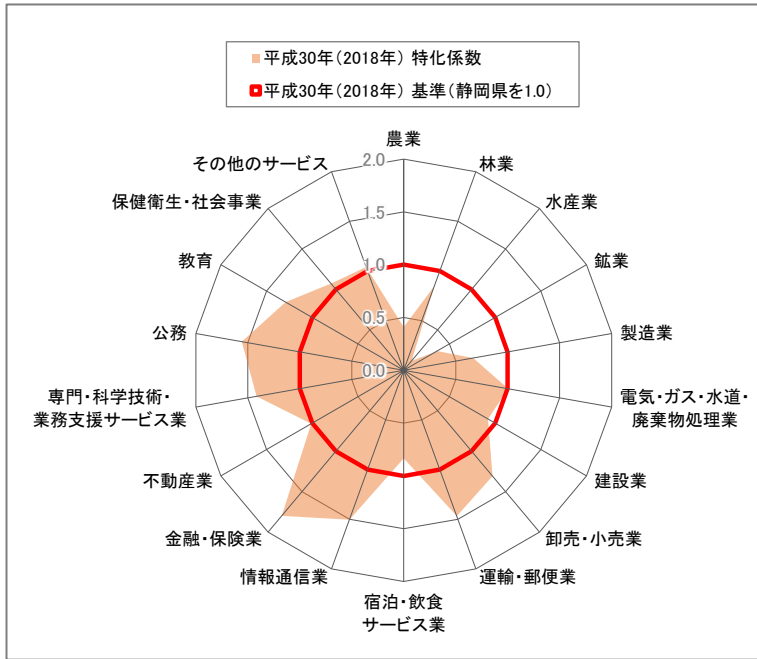 平成30年(2018年) 特化係数
平成30年(2018年) 基準(静岡県を1.0)
農業
林業
水産業
鉱業
製造業
電気・ガス・水道・
廃棄物処理業
建設業
卸売・小売業
運輸・郵便業
宿泊・飲食
サービス業
情報通信業
金融・保険業
不動産業
専門・科学技術・
業務支援サービス業
公務
教育
保健衛生・社会事業
その他のサービス
2.0
1.5
1.0
0.5
0.0